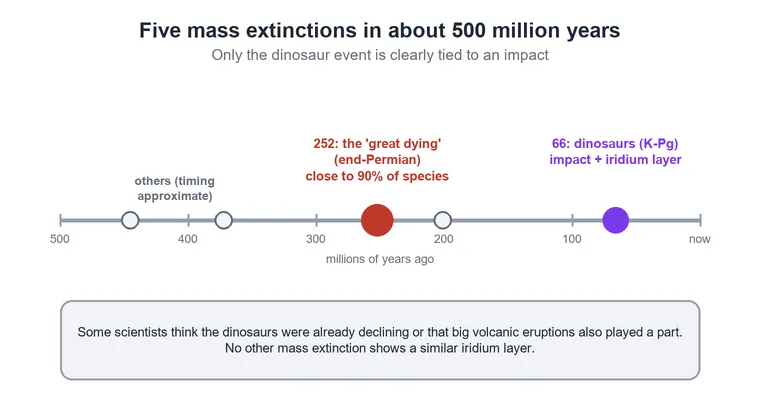 Five mass extinctions in about 500 million years
Only the dinosaur event is clearly tied to an impact
252: the 'great dying'
(end-Permian)
close to 90% of species
66: dinosaurs (K-Pg)
impact + iridium layer
others (timing
approximate)
500
400
300
200
100
now
millions of years ago
Some scientists think the dinosaurs were already declining or that big volcanic eruptions also played a part.
No other mass extinction shows a similar iridium layer.